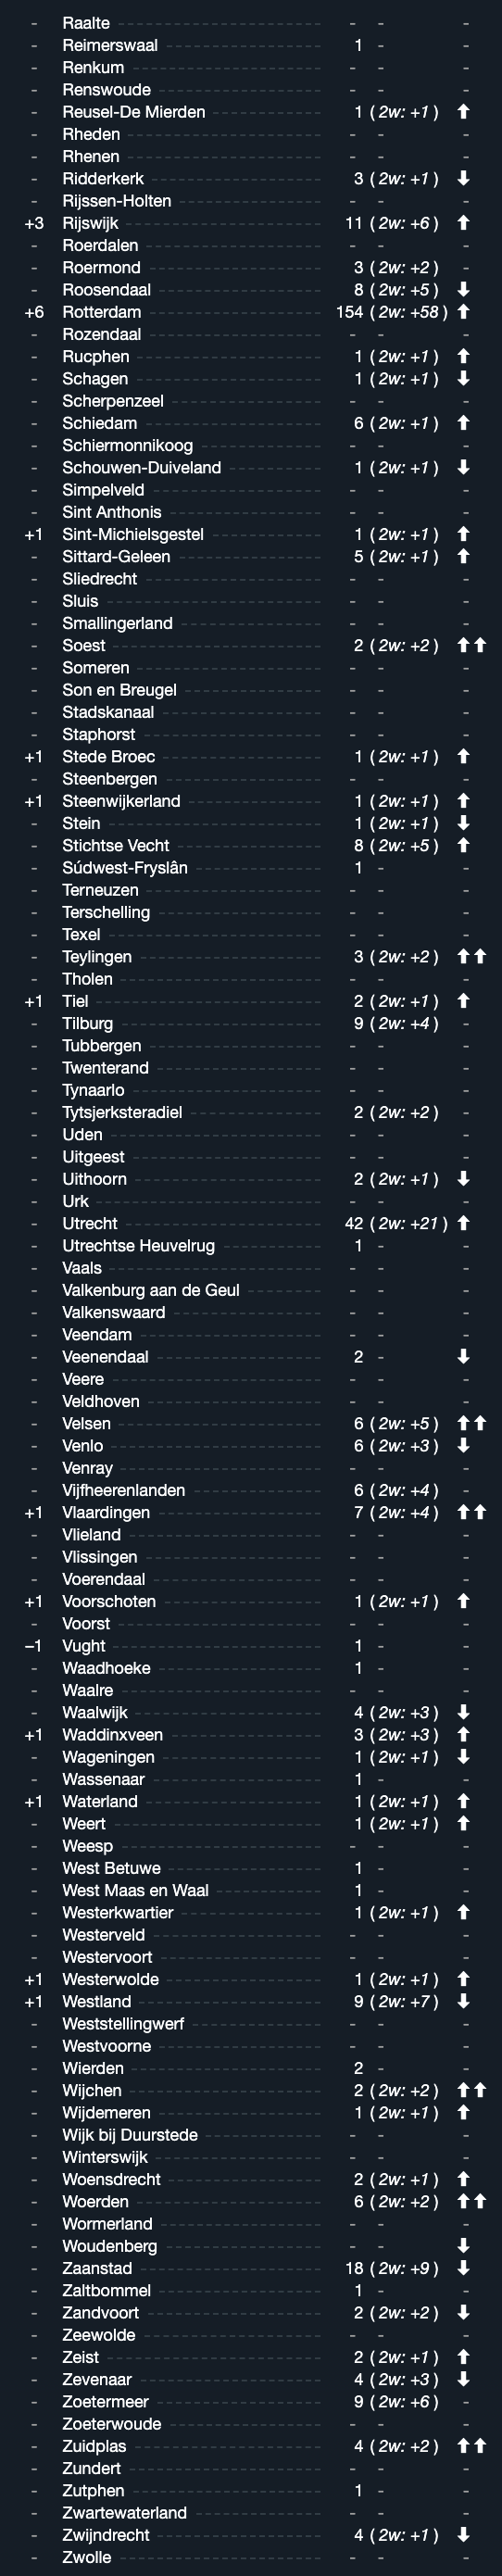 - Raalte - - -
- Reimerswaal 1 - -
- Renkum - - -
- Renswoude - - -
- Reusel-De Mierden 1 ( 2w: +1 ) ⬆
- Rheden - - -
- Rhenen - - -
- Ridderkerk 3 ( 2w: +1 ) ⬇
- Rijssen-Holten - - -
+3 Rijswijk 11 ( 2w: +6 ) ⬆
- Roerdalen - - -
- Roermond 3 ( 2w: +2 ) -
- Roosendaal 8 ( 2w: +5 ) ⬇
+6 Rotterdam 154 ( 2w: +58 ) ⬆
- Rozendaal - - -
- Rucphen 1 ( 2w: +1 ) ⬆
- Schagen 1 ( 2w: +1 ) ⬇
- Scherpenzeel - - -
- Schiedam 6 ( 2w: +1 ) ⬆
- Schiermonnikoog - - -
- Schouwen-Duiveland 1 ( 2w: +1 ) ⬇
- Simpelveld - - -
- Sint Anthonis - - -
+1 Sint-Michielsgestel 1 ( 2w: +1 ) ⬆
- Sittard-Geleen 5 ( 2w: +1 ) ⬆
- Sliedrecht - - -
- Sluis - - -
- Smallingerland - - -
- Soest 2 ( 2w: +2 ) ⬆⬆
- Someren - - -
- Son en Breugel - - -
- Stadskanaal - - -
- Staphorst - - -
+1 Stede Broec 1 ( 2w: +1 ) ⬆
- Steenbergen - - -
+1 Steenwijkerland 1 ( 2w: +1 ) ⬆
- Stein 1 ( 2w: +1 ) ⬇
- Stichtse Vecht 8 ( 2w: +5 ) ⬆
- Súdwest-Fryslân 1 - -
- Terneuzen - - -
- Terschelling - - -
- Texel - - -
- Teylingen 3 ( 2w: +2 ) ⬆⬆
- Tholen - - -
+1 Tiel 2 ( 2w: +1 ) ⬆
- Tilburg 9 ( 2w: +4 ) -
- Tubbergen - - -
- Twenterand - - -
- Tynaarlo - - -
- Tytsjerksteradiel 2 ( 2w: +2 ) -
- Uden - - -
- Uitgeest - - -
- Uithoorn 2 ( 2w: +1 ) ⬇
- Urk - - -
- Utrecht 42 ( 2w: +21 ) ⬆
- Utrechtse Heuvelrug 1 - -
- Vaals - - -
- Valkenburg aan de Geul - - -
- Valkenswaard - - -
- Veendam - - -
- Veenendaal 2 - ⬇
- Veere - - -
- Veldhoven - - -
- Velsen 6 ( 2w: +5 ) ⬆⬆
- Venlo 6 ( 2w: +3 ) ⬇
- Venray - - -
- Vijfheerenlanden 6 ( 2w: +4 ) -
+1 Vlaardingen 7 ( 2w: +4 ) ⬆⬆
- Vlieland - - -
- Vlissingen - - -
- Voerendaal - - -
+1 Voorschoten 1 ( 2w: +1 ) ⬆
- Voorst - - -
−1 Vught 1 - -
- Waadhoeke 1 - -
- Waalre - - -
- Waalwijk 4 ( 2w: +3 ) ⬇
+1 Waddinxveen 3 ( 2w: +3 ) ⬆
- Wageningen 1 ( 2w: +1 ) ⬇
- Wassenaar 1 - -
+1 Waterland 1 ( 2w: +1 ) ⬆
- Weert 1 ( 2w: +1 ) ⬆
- Weesp - - -
- West Betuwe 1 - -
- West Maas en Waal 1 - -
- Westerkwartier 1 ( 2w: +1 ) ⬆
- Westerveld - - -
- Westervoort - - -
+1 Westerwolde 1 ( 2w: +1 ) ⬆
+1 Westland 9 ( 2w: +7 ) ⬇
- Weststellingwerf - - -
- Westvoorne - - -
- Wierden 2 - -
- Wijchen 2 ( 2w: +2 ) ⬆⬆
- Wijdemeren 1 ( 2w: +1 ) ⬆
- Wijk bij Duurstede - - -
- Winterswijk - - -
- Woensdrecht 2 ( 2w: +1 ) ⬆
- Woerden 6 ( 2w: +2 ) ⬆⬆
- Wormerland - - -
- Woudenberg - - ⬇
- Zaanstad 18 ( 2w: +9 ) ⬇
- Zaltbommel 1 - -
- Zandvoort 2 ( 2w: +2 ) ⬇
- Zeewolde - - -
- Zeist 2 ( 2w: +1 ) ⬆
- Zevenaar 4 ( 2w: +3 ) ⬇
- Zoetermeer 9 ( 2w: +6 ) -
- Zoeterwoude - - -
- Zuidplas 4 ( 2w: +2 ) ⬆⬆
- Zundert - - -
- Zutphen 1 - -
- Zwartewaterland - - -
- Zwijndrecht 4 ( 2w: +1 ) ⬇
- Zwolle - - -